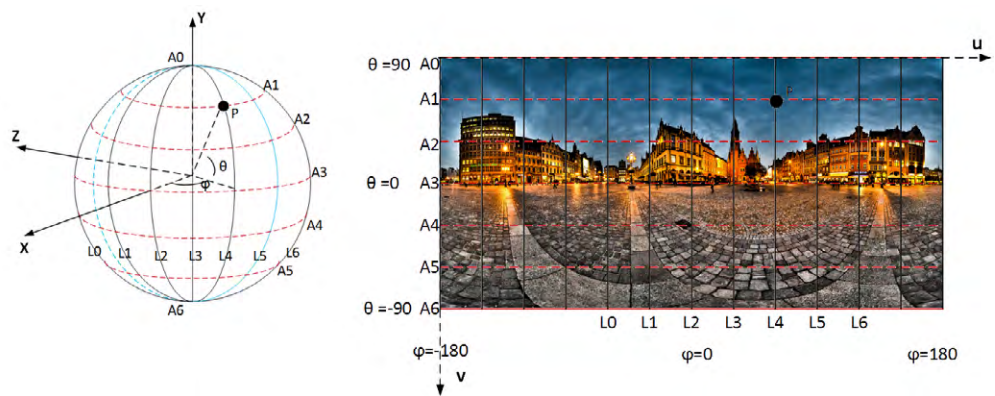 Y
A0
A1
P
A2
Z
θ
A3
φ
X
A4
L0 L1 L2 L3 L4 L5 L6
A5
A6
u
θ =90 A0
A1
A2
θ=0 A3
A4
A5
θ =-90 A6
L0 L1 L2 L3 L4 L5 L6
φ=-180 φ=0 φ=180
v